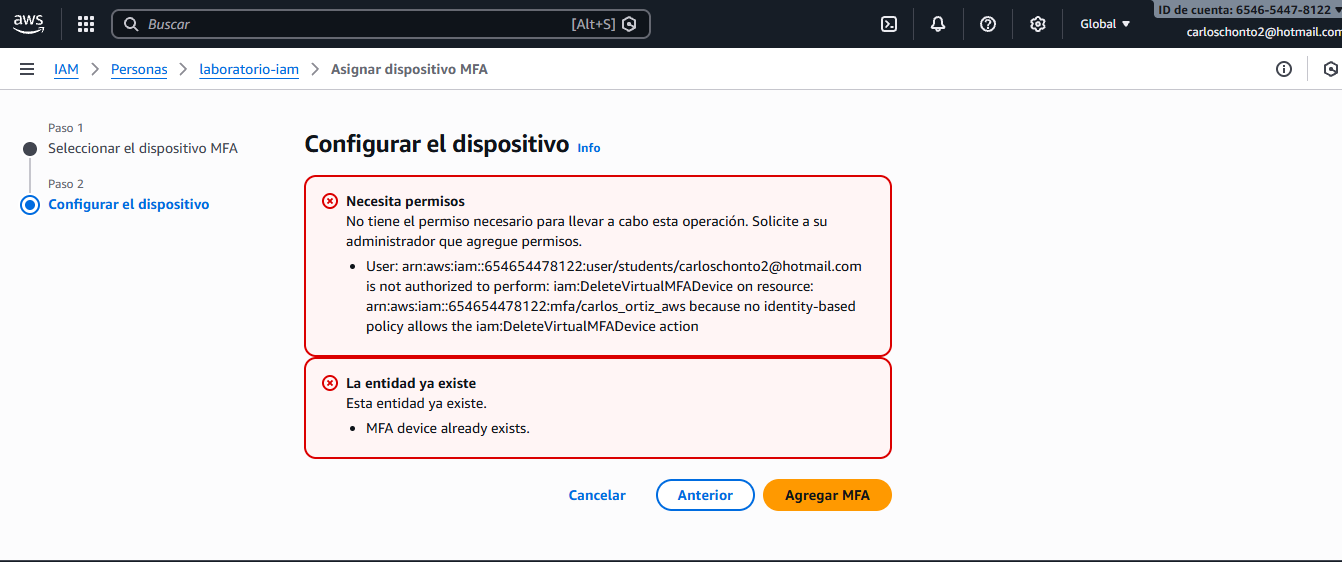 aws
Buscar
[Alt+S]
Global
ID de cuenta: 6546-5447-8122
carloschonto2@hotmail.com
IAM
Personas
laboratorio-iam
Asignar dispositivo MFA
Paso 1
Seleccionar el dispositivo MFA
Paso 2
Configurar el dispositivo
Configurar el dispositivo Info
Necesita permisos
No tiene el permiso necesario para llevar a cabo esta operación. Solicite a su
administrador que agregue permisos.
• User: arn:aws:iam::654654478122:user/students/carloschonto2@hotmail.com
is not authorized to perform: iam:DeleteVirtualMFADevice on resource:
arn:aws:iam::654654478122:mfa/carlos_ortiz_aws because no identity-based
policy allows the iam:DeleteVirtualMFADevice action
La entidad ya existe
Esta entidad ya existe.
• MFA device already exists.
Cancelar
Anterior
Agregar MFA